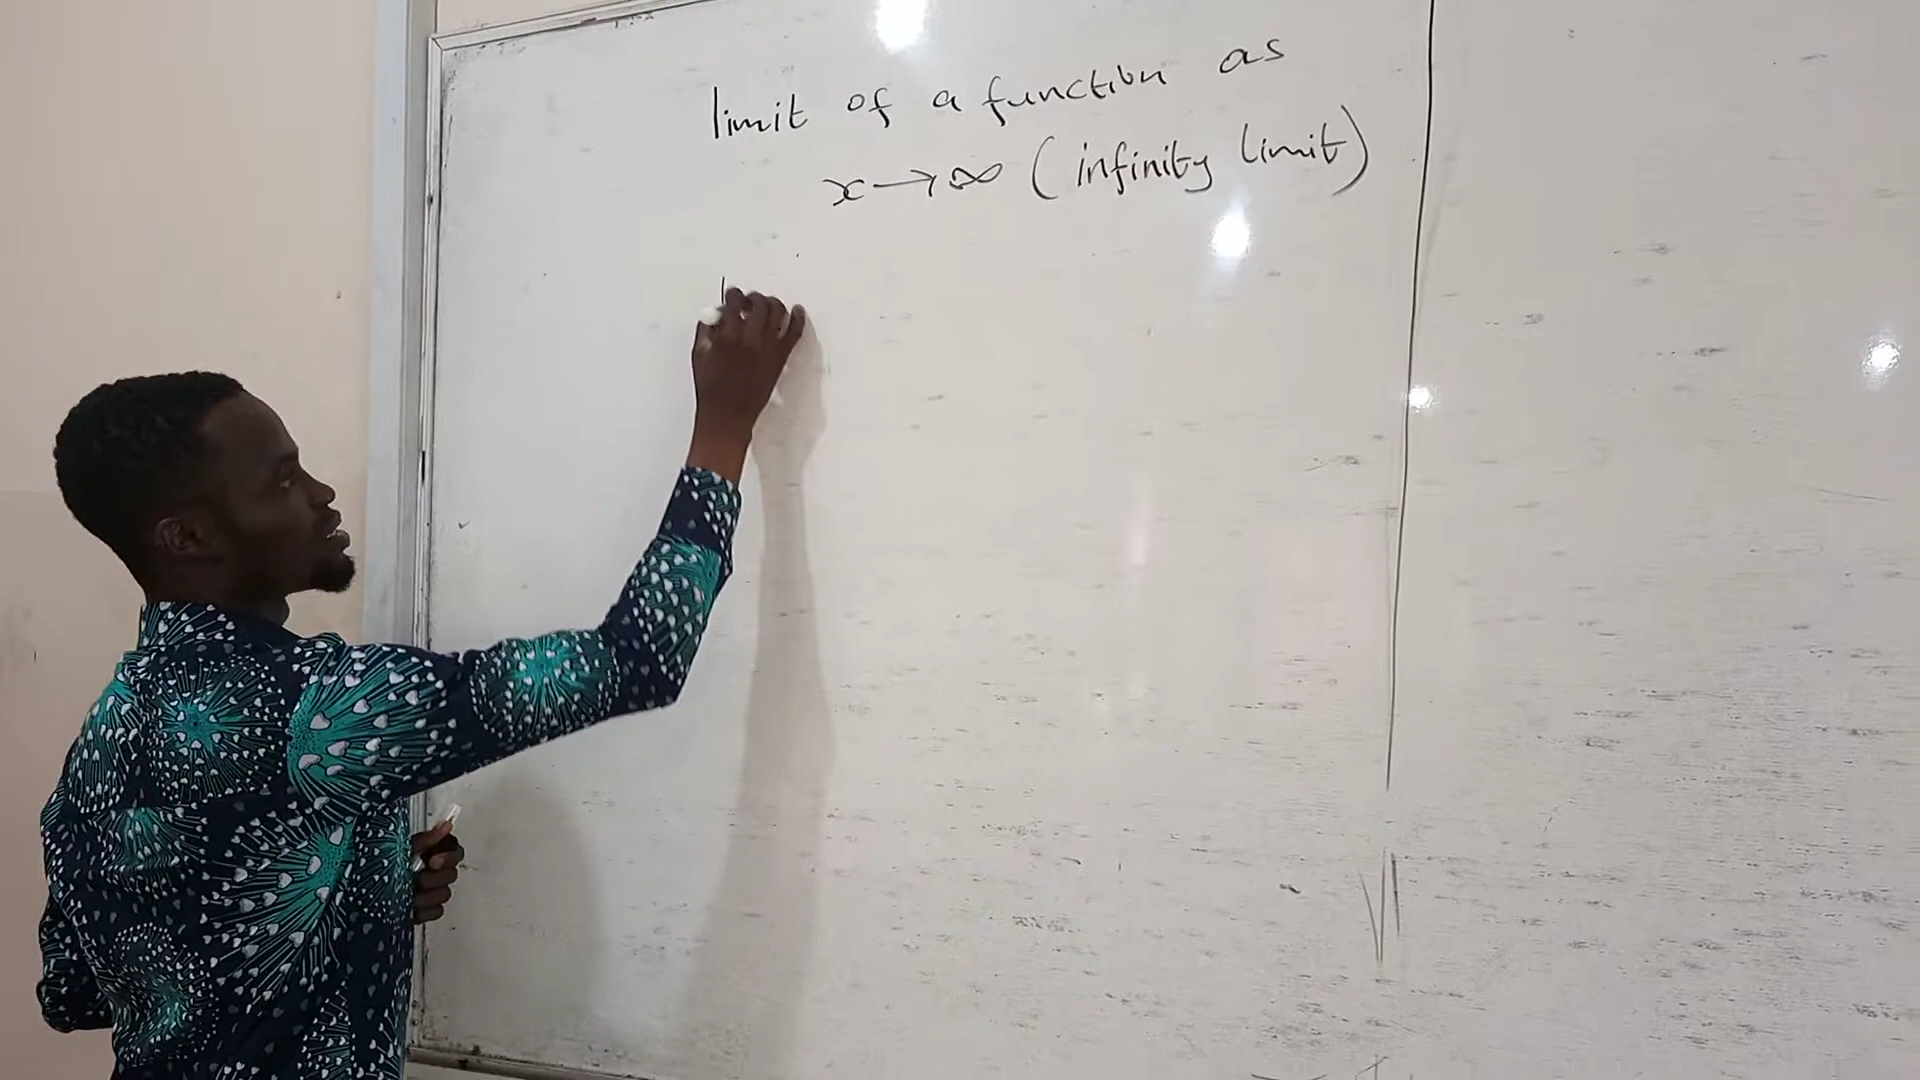 limit of a function as
x → ∞ (infinity limit)